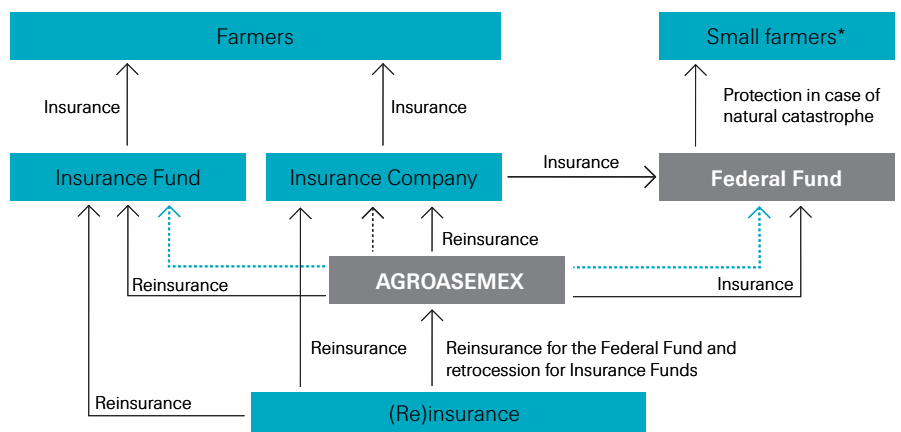 Farmers
Small farmers*
Insurance
Insurance
Protection in case of
natural catastrophe
Insurance
Insurance Fund
Insurance Company
Federal Fund
Reinsurance
AGROASEMEX
Reinsurance
Insurance
Reinsurance
Reinsurance for the Federal Fund and
retrocession for Insurance Funds
Reinsurance
(Re)insurance